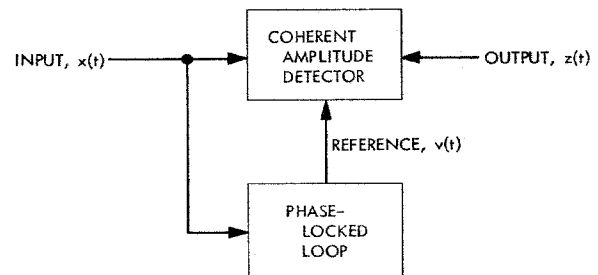 COHERENT
AMPLITUDE
DETECTOR
INPUT, x(t)
OUTPUT, z(t)
REFERENCE, v(t)
PHASE-
LOCKED
LOOP